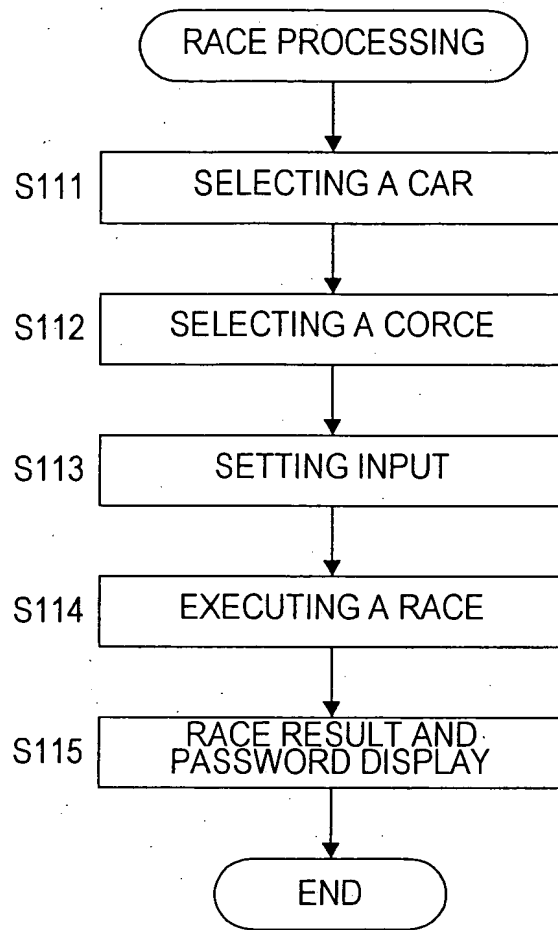 RACE PROCESSING
S111
SELECTING A CAR
S112
SELECTING A CORCE
S113
SETTING INPUT
S114
EXECUTING A RACE
S115
RACE RESULT AND
PASSWORD DISPLAY
END